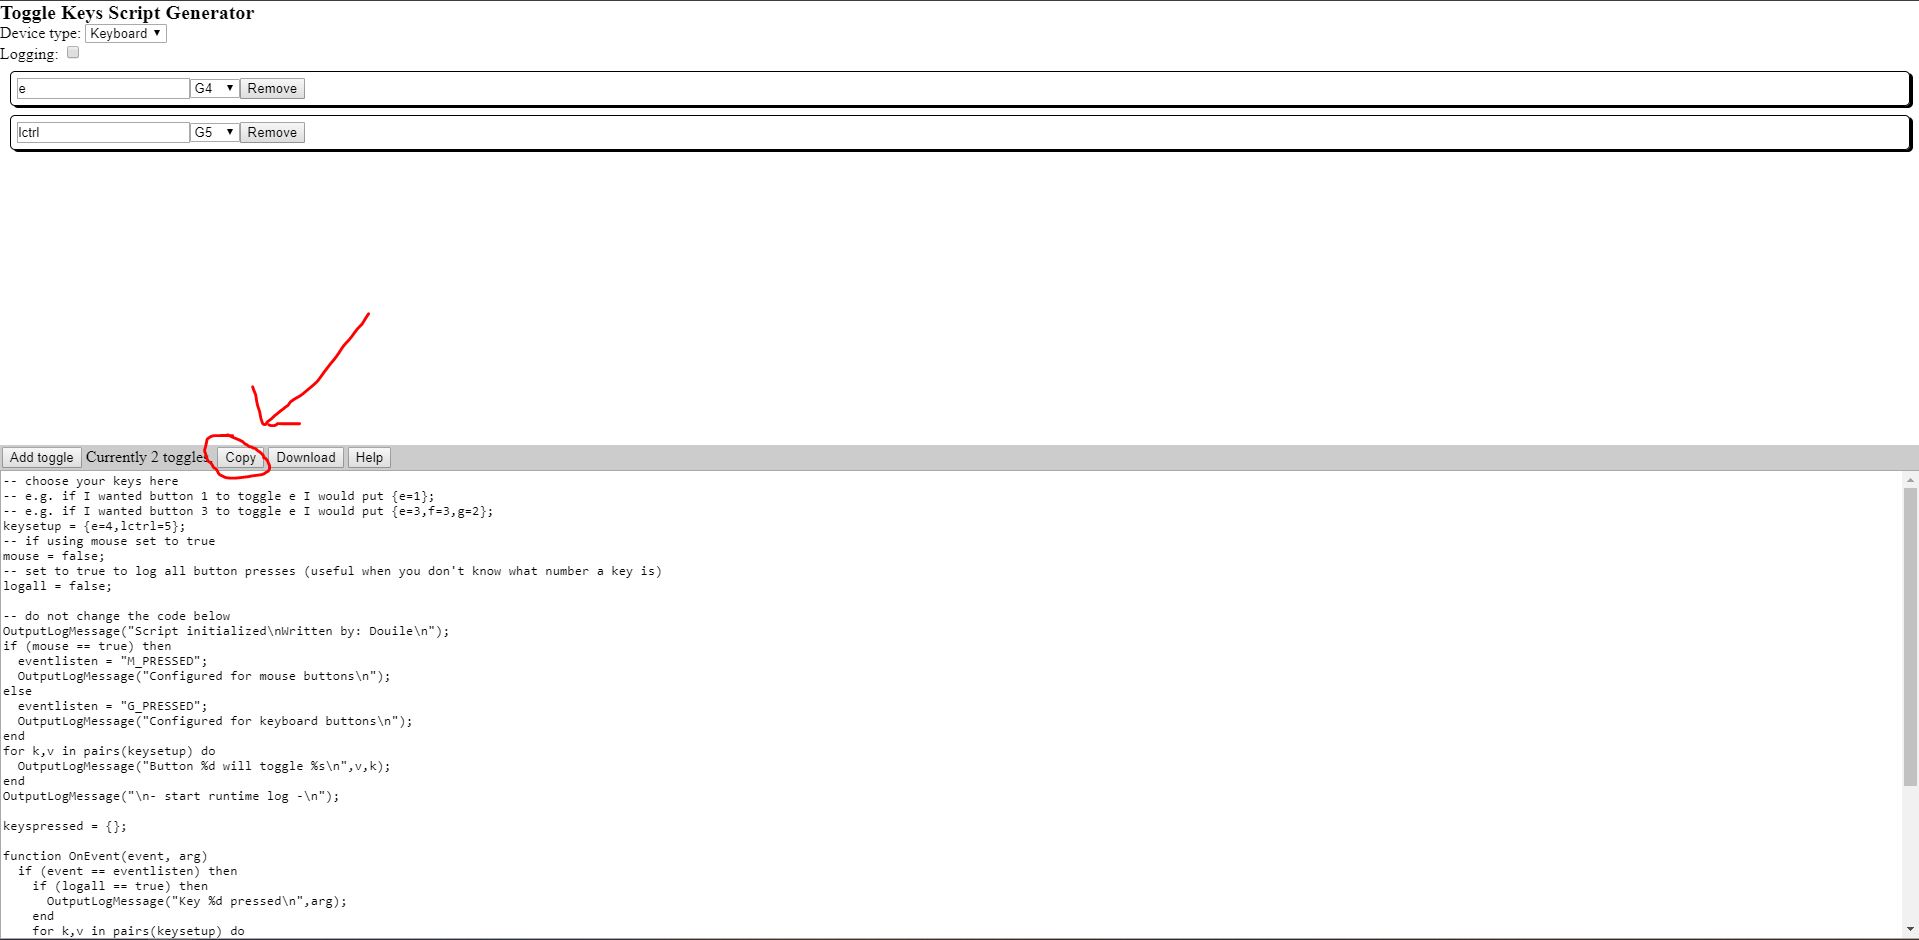 Toggle Keys Script Generator
Device type: Keyboard
Logging:
e G4 Remove
lctrl G5 Remove
Add toggle Currently 2 toggles. Copy Download Help
-- choose your keys here
-- e.g. if I wanted button 1 to toggle e I would put {e=1};
-- e.g. if I wanted button 3 to toggle e I would put {e=3,f=3,g=2};
keysetup = {e=4,lctrl=5};
-- if using mouse set to true
mouse = false;
-- set to true to log all button presses (useful when you don't know what number a key is)
logall = false;
-- do not change the code below
OutputLogMessage("Script initialized\nWritten by: Douile\n");
if (mouse == true) then
  eventlisten = "M_PRESSED";
  OutputLogMessage("Configured for mouse buttons\n");
else
  eventlisten = "G_PRESSED";
  OutputLogMessage("Configured for keyboard buttons\n");
end
for k,v in pairs(keysetup) do
  OutputLogMessage("Button %d will toggle %s\n",v,k);
end
OutputLogMessage("\n- start runtime log -\n");
keyspressed = {};
function OnEvent(event, arg)
  if (event == eventlisten) then
    if (logall == true) then
      OutputLogMessage("Key %d pressed\n",arg);
    end
    for k,v in pairs(keysetup) do